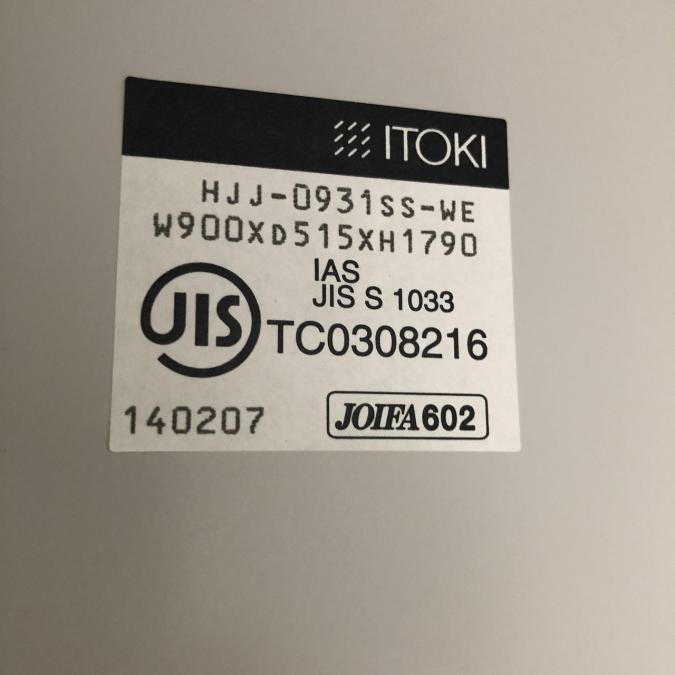 ITOKI
HJJ-0931SS-WE
W900XD515XH1790
IAS
JIS S 1033
JIS
TC0308216
140207
JOIFA602